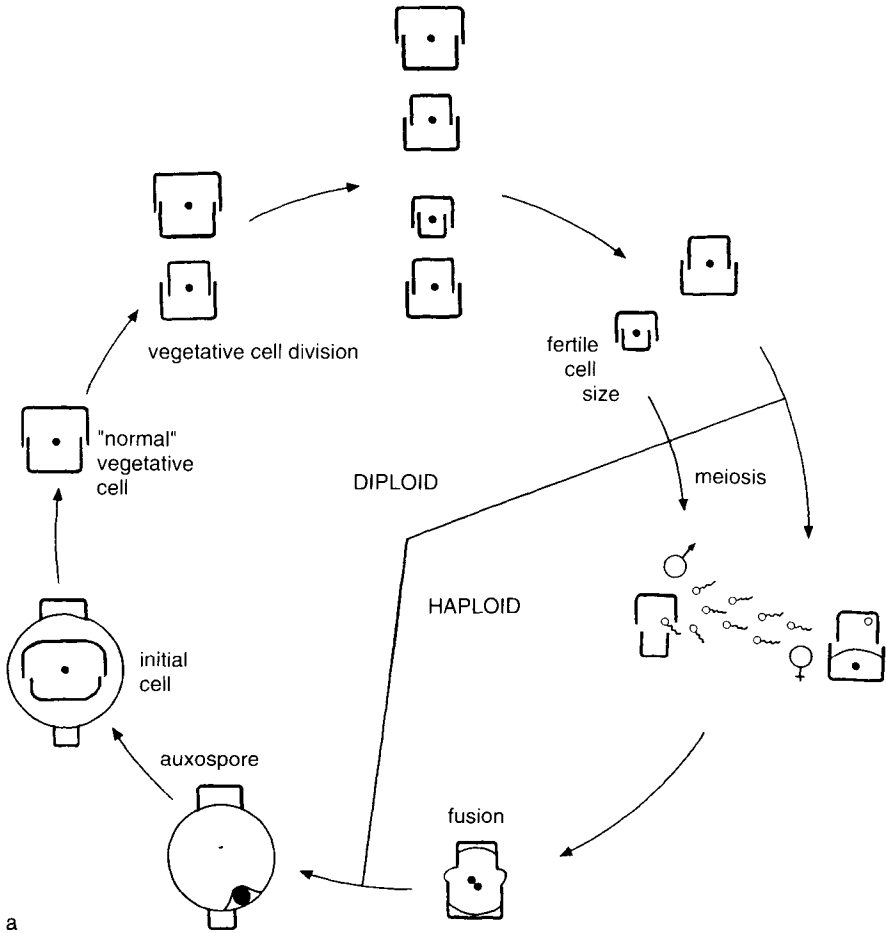 vegetative cell division
fertile
cell
size
"normal"
vegetative
cell
DIPLOID
meiosis
HAPLOID
initial
cell
auxospore
fusion
a